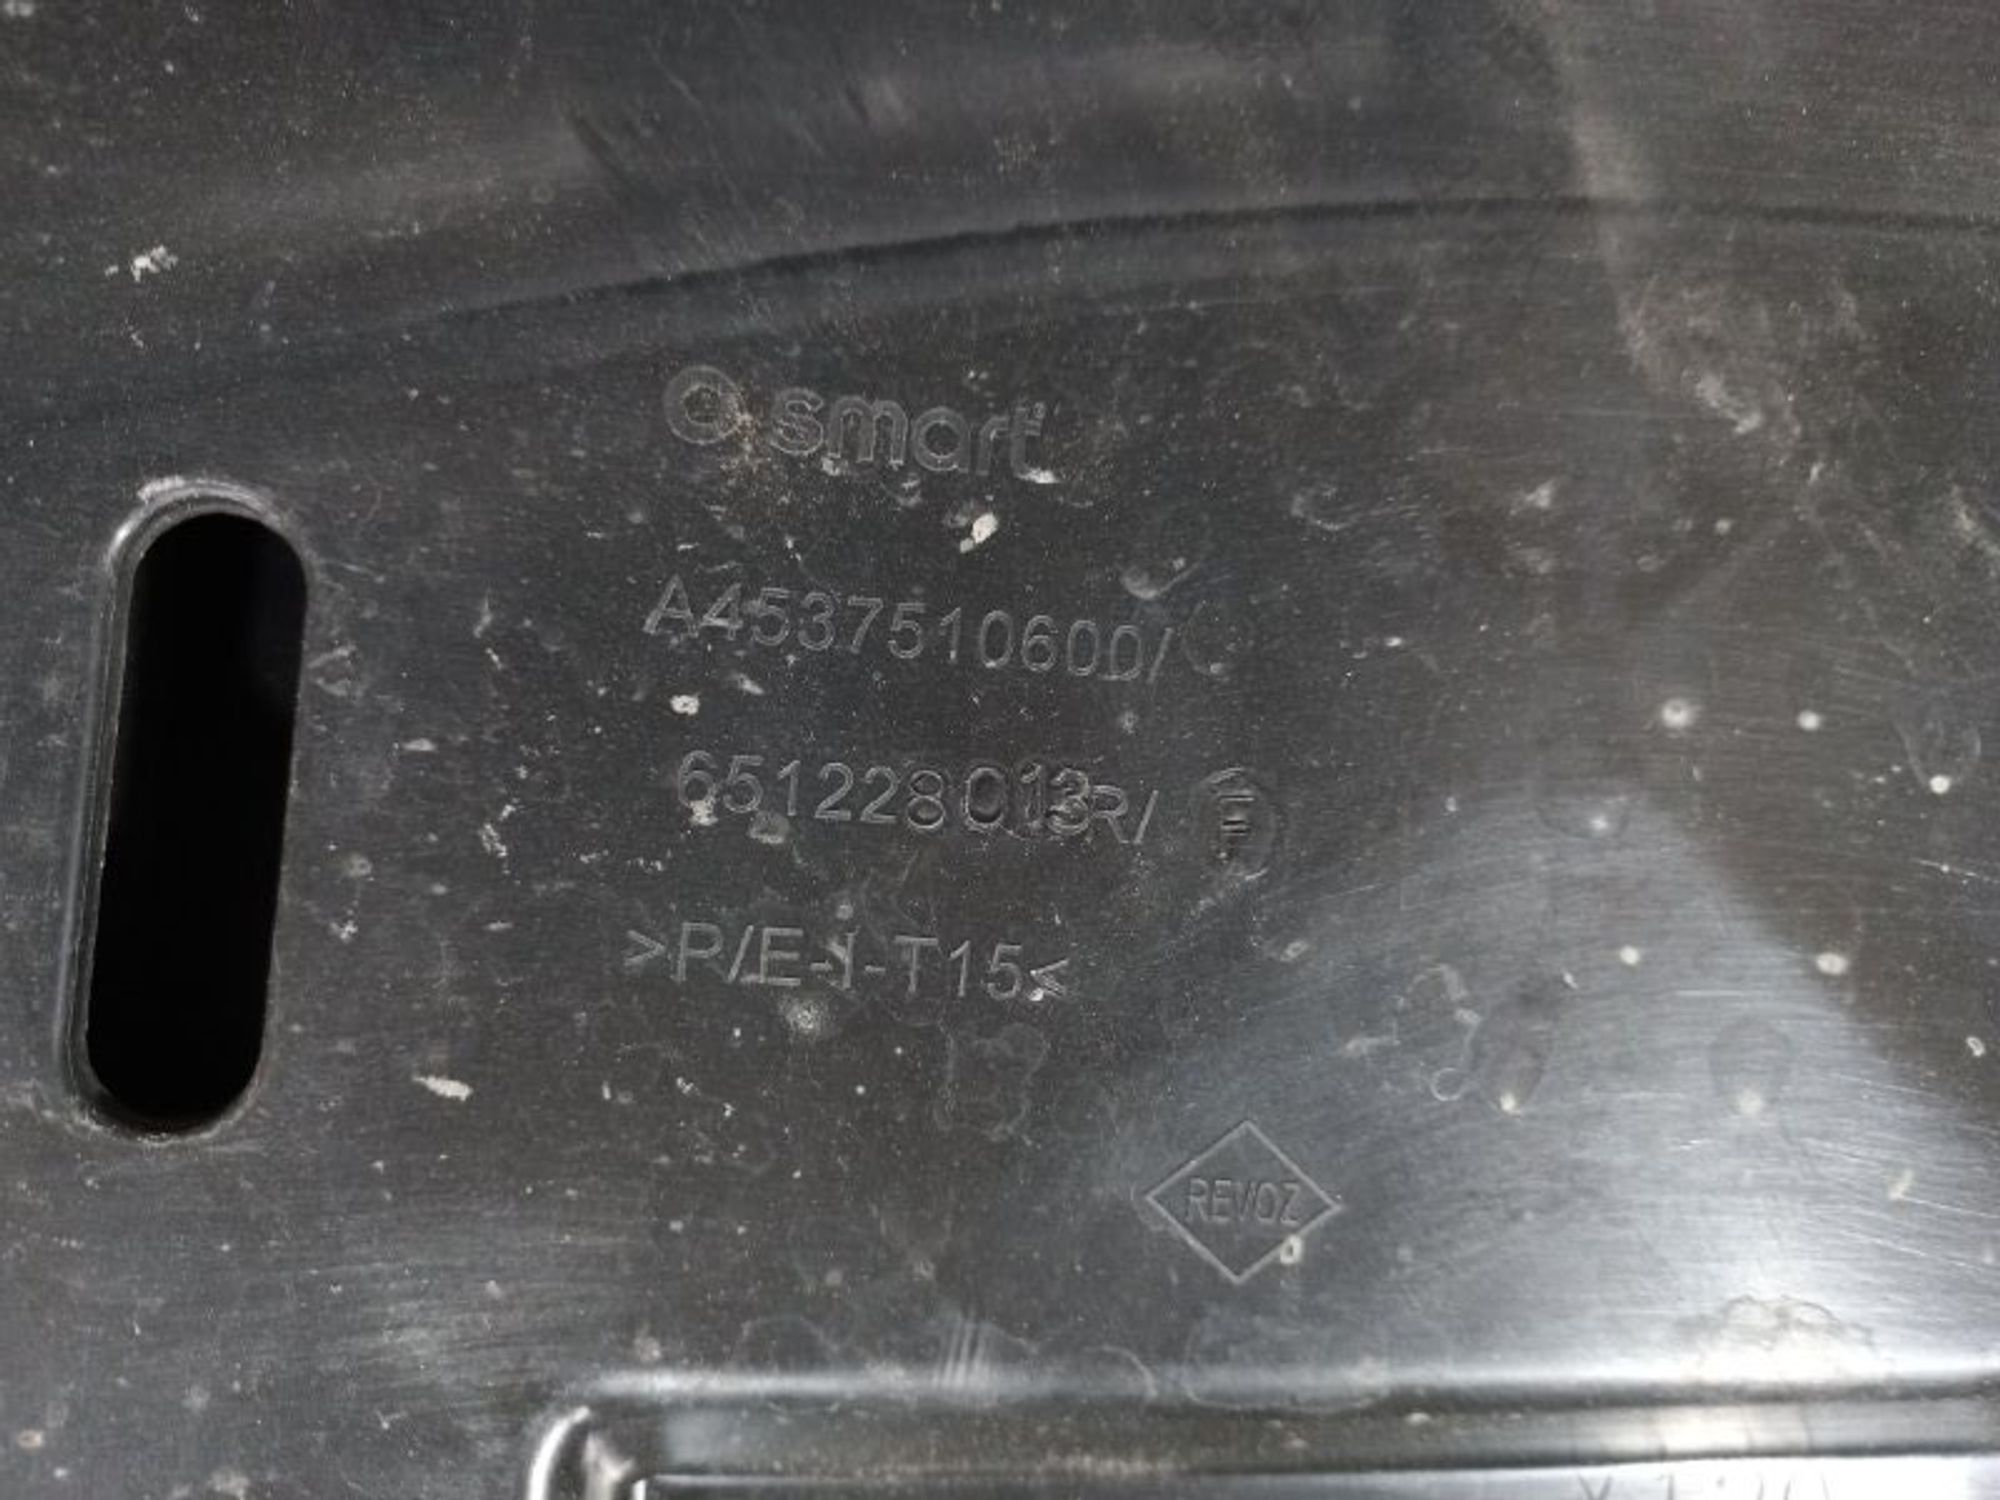 smart
A4537510600/
651228013R/
>P/E-I-T15<
REVOZ